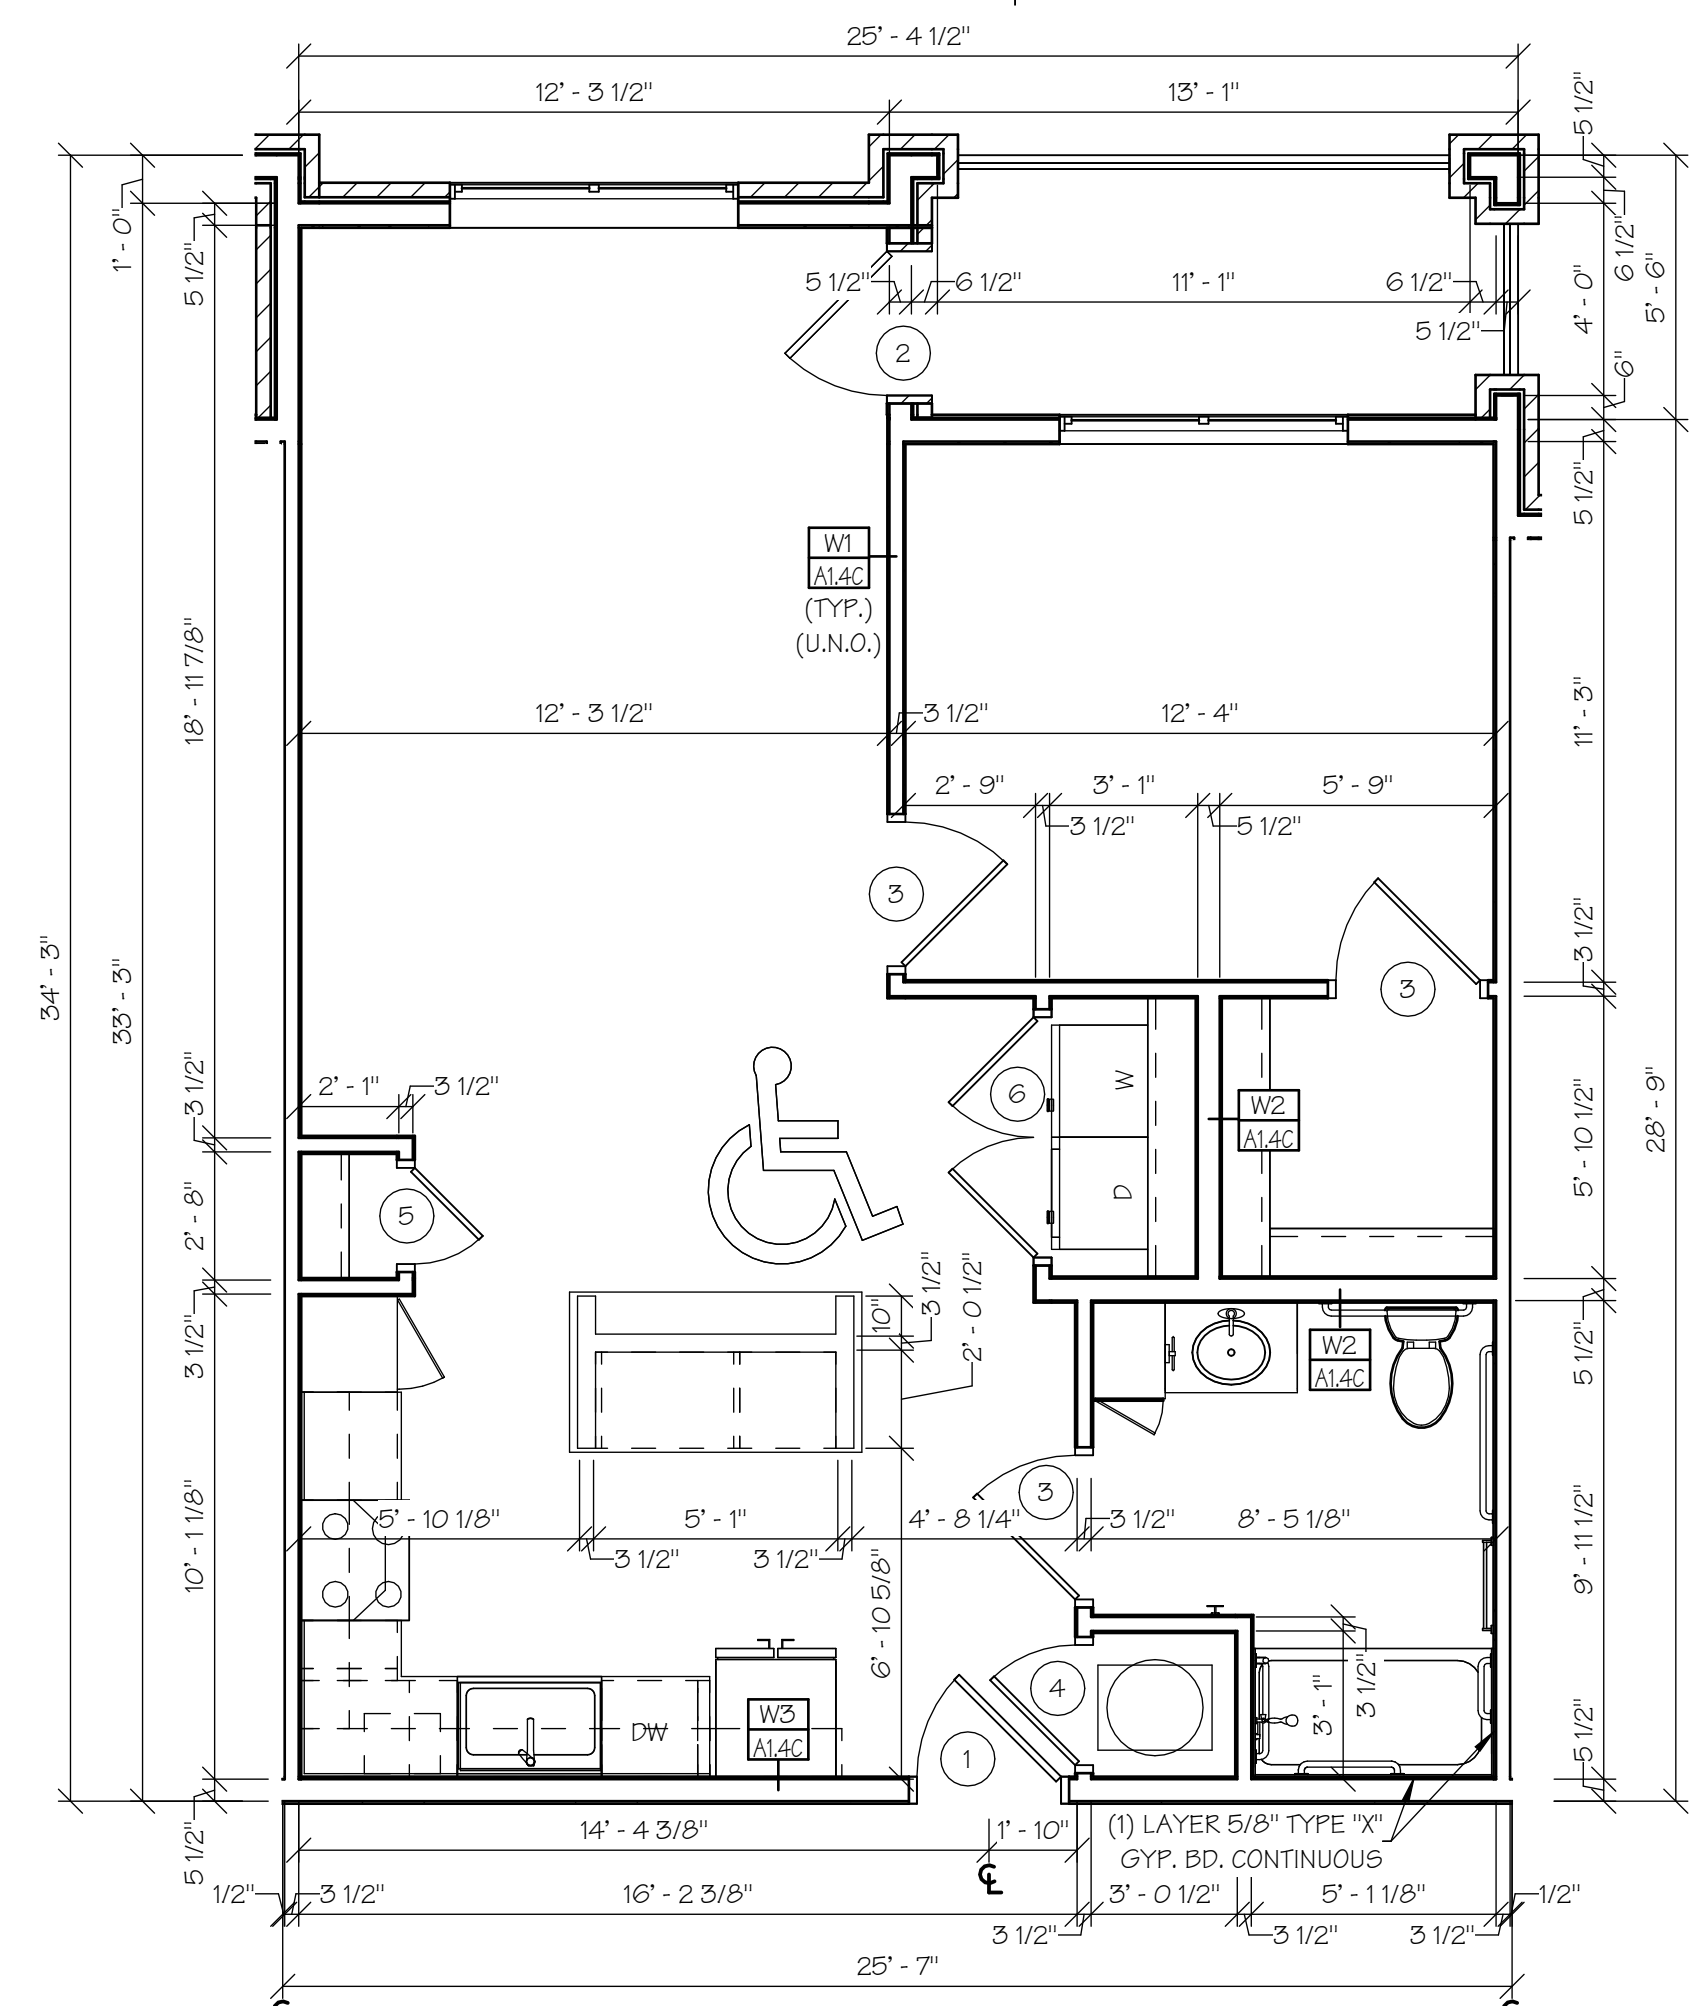 25' - 4 1/2"
12' - 3 1/2"
13' - 1"
5 1/2"
1' - 0"
5 1/2"
6 1/2"
5 1/2"
6 1/2"
11' - 1"
6 1/2"
5 1/2"
4' - 0"
5' - 6"
2
6"
5 1/2"
W1
A1.4C
(TYP.)
(U.N.O.)
18' - 11 7/8"
12' - 3 1/2"
3 1/2"
12' - 4"
11' - 3"
2' - 9"
3' - 1"
5' - 9"
3 1/2"
5 1/2"
3
3
3 1/2"
34' - 3"
33' - 3"
2' - 1"
3 1/2"
3 1/2"
6
W
W2
A1.4C
5' - 10 1/2"
28' - 9"
D
5
2' - 8"
3 1/2"
10"
3 1/2"
2' - 0 1/2"
W2
A1.4C
5 1/2"
3
5' - 10 1/8"
5' - 1"
4' - 8 1/4"
3 1/2"
8' - 5 1/8"
3 1/2"
3 1/2"
10' - 1 1/8"
9' - 11 1/2"
6' - 10 5/8"
4
3' - 1"
3 1/2"
W3
A1.4C
DW
1
5 1/2"
5 1/2"
14' - 4 3/8"
1' - 10"
(1) LAYER 5/8" TYPE "X"
GYP. BD. CONTINUOUS
℄
1/2"
3 1/2"
16' - 2 3/8"
3' - 0 1/2"
5' - 1 1/8"
1/2"
3 1/2"
3 1/2"
3 1/2"
25' - 7"